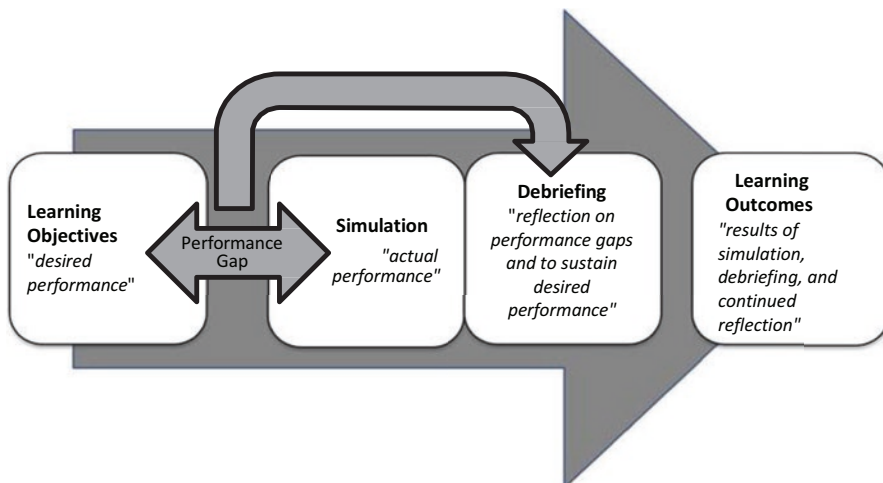 Learning
Objectives
"desired
performance"
Performance
Gap
Simulation
"actual
performance"
Debriefing
"reflection on
performance gaps
and to sustain
desired
performance"
Learning
Outcomes
"results of
simulation,
debriefing, and
continued
reflection"